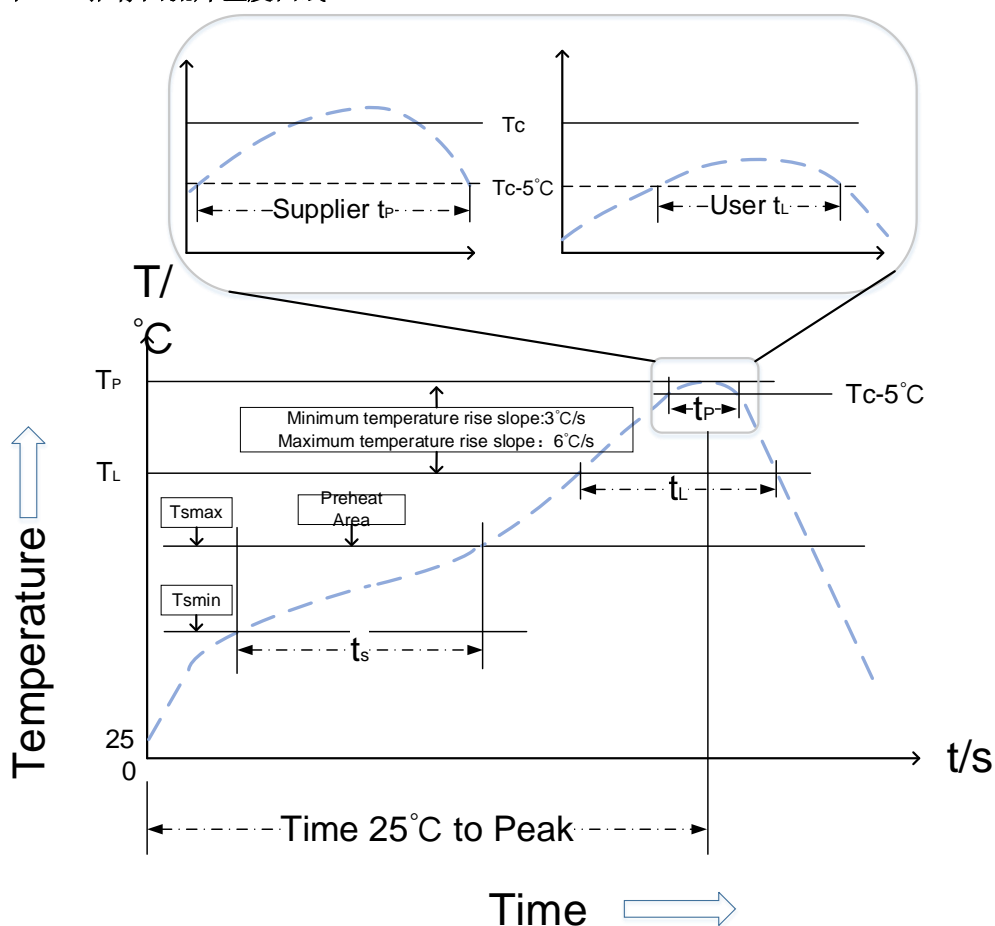 Tc
Tc-5°C
Supplier tP
User tL
T/
°C
TP
Tc-5°C
tP
Minimum temperature rise slope:3°C/s
Maximum temperature rise slope：6°C/s
TL
tL
Tsmax
Preheat
Area
Tsmin
ts
25
0
t/s
Temperature
Time 25°C to Peak
Time